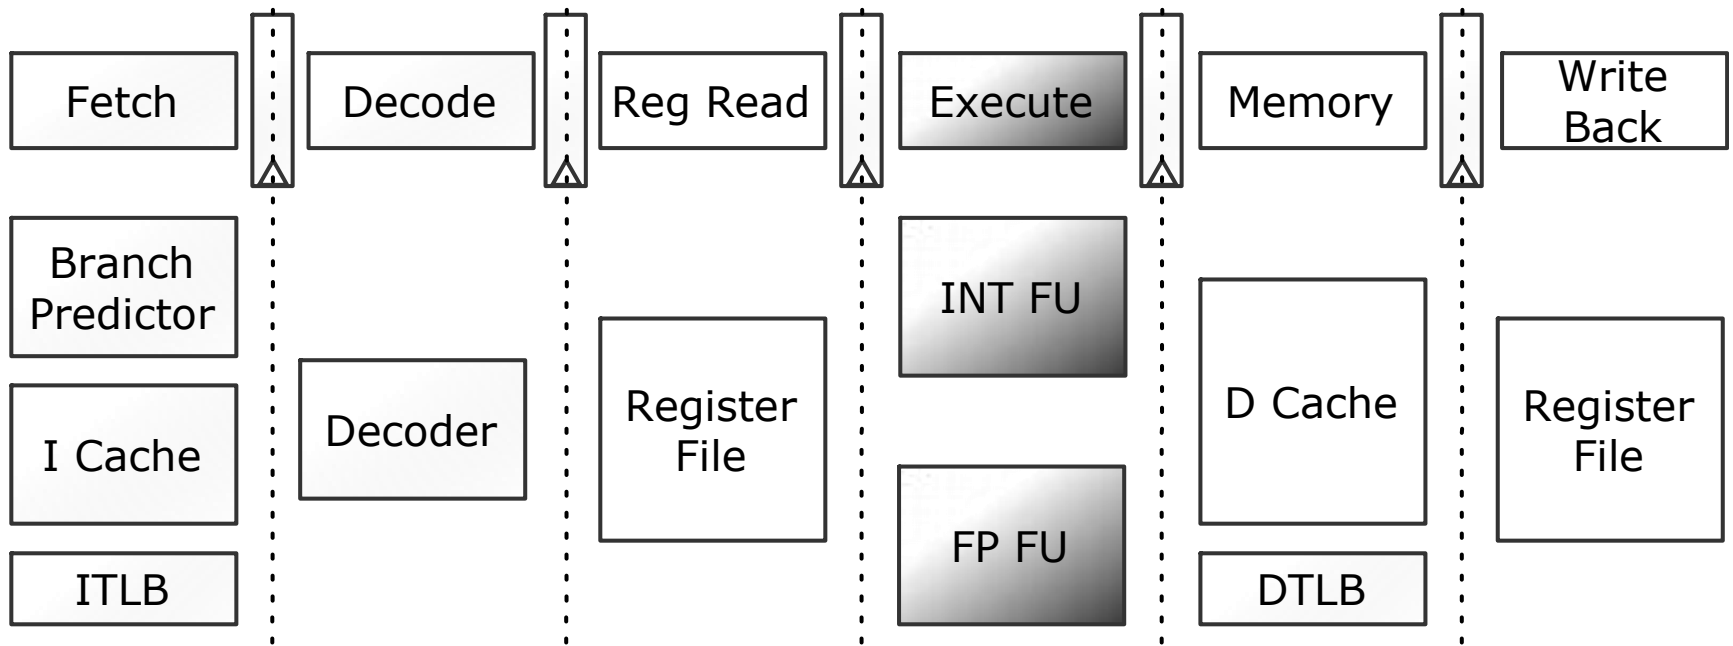 Fetch
Decode
Reg Read
Execute
Memory
Write
Back
Branch
Predictor
I Cache
ITLB
Decoder
Register
File
INT FU
FP FU
D Cache
DTLB
Register
File